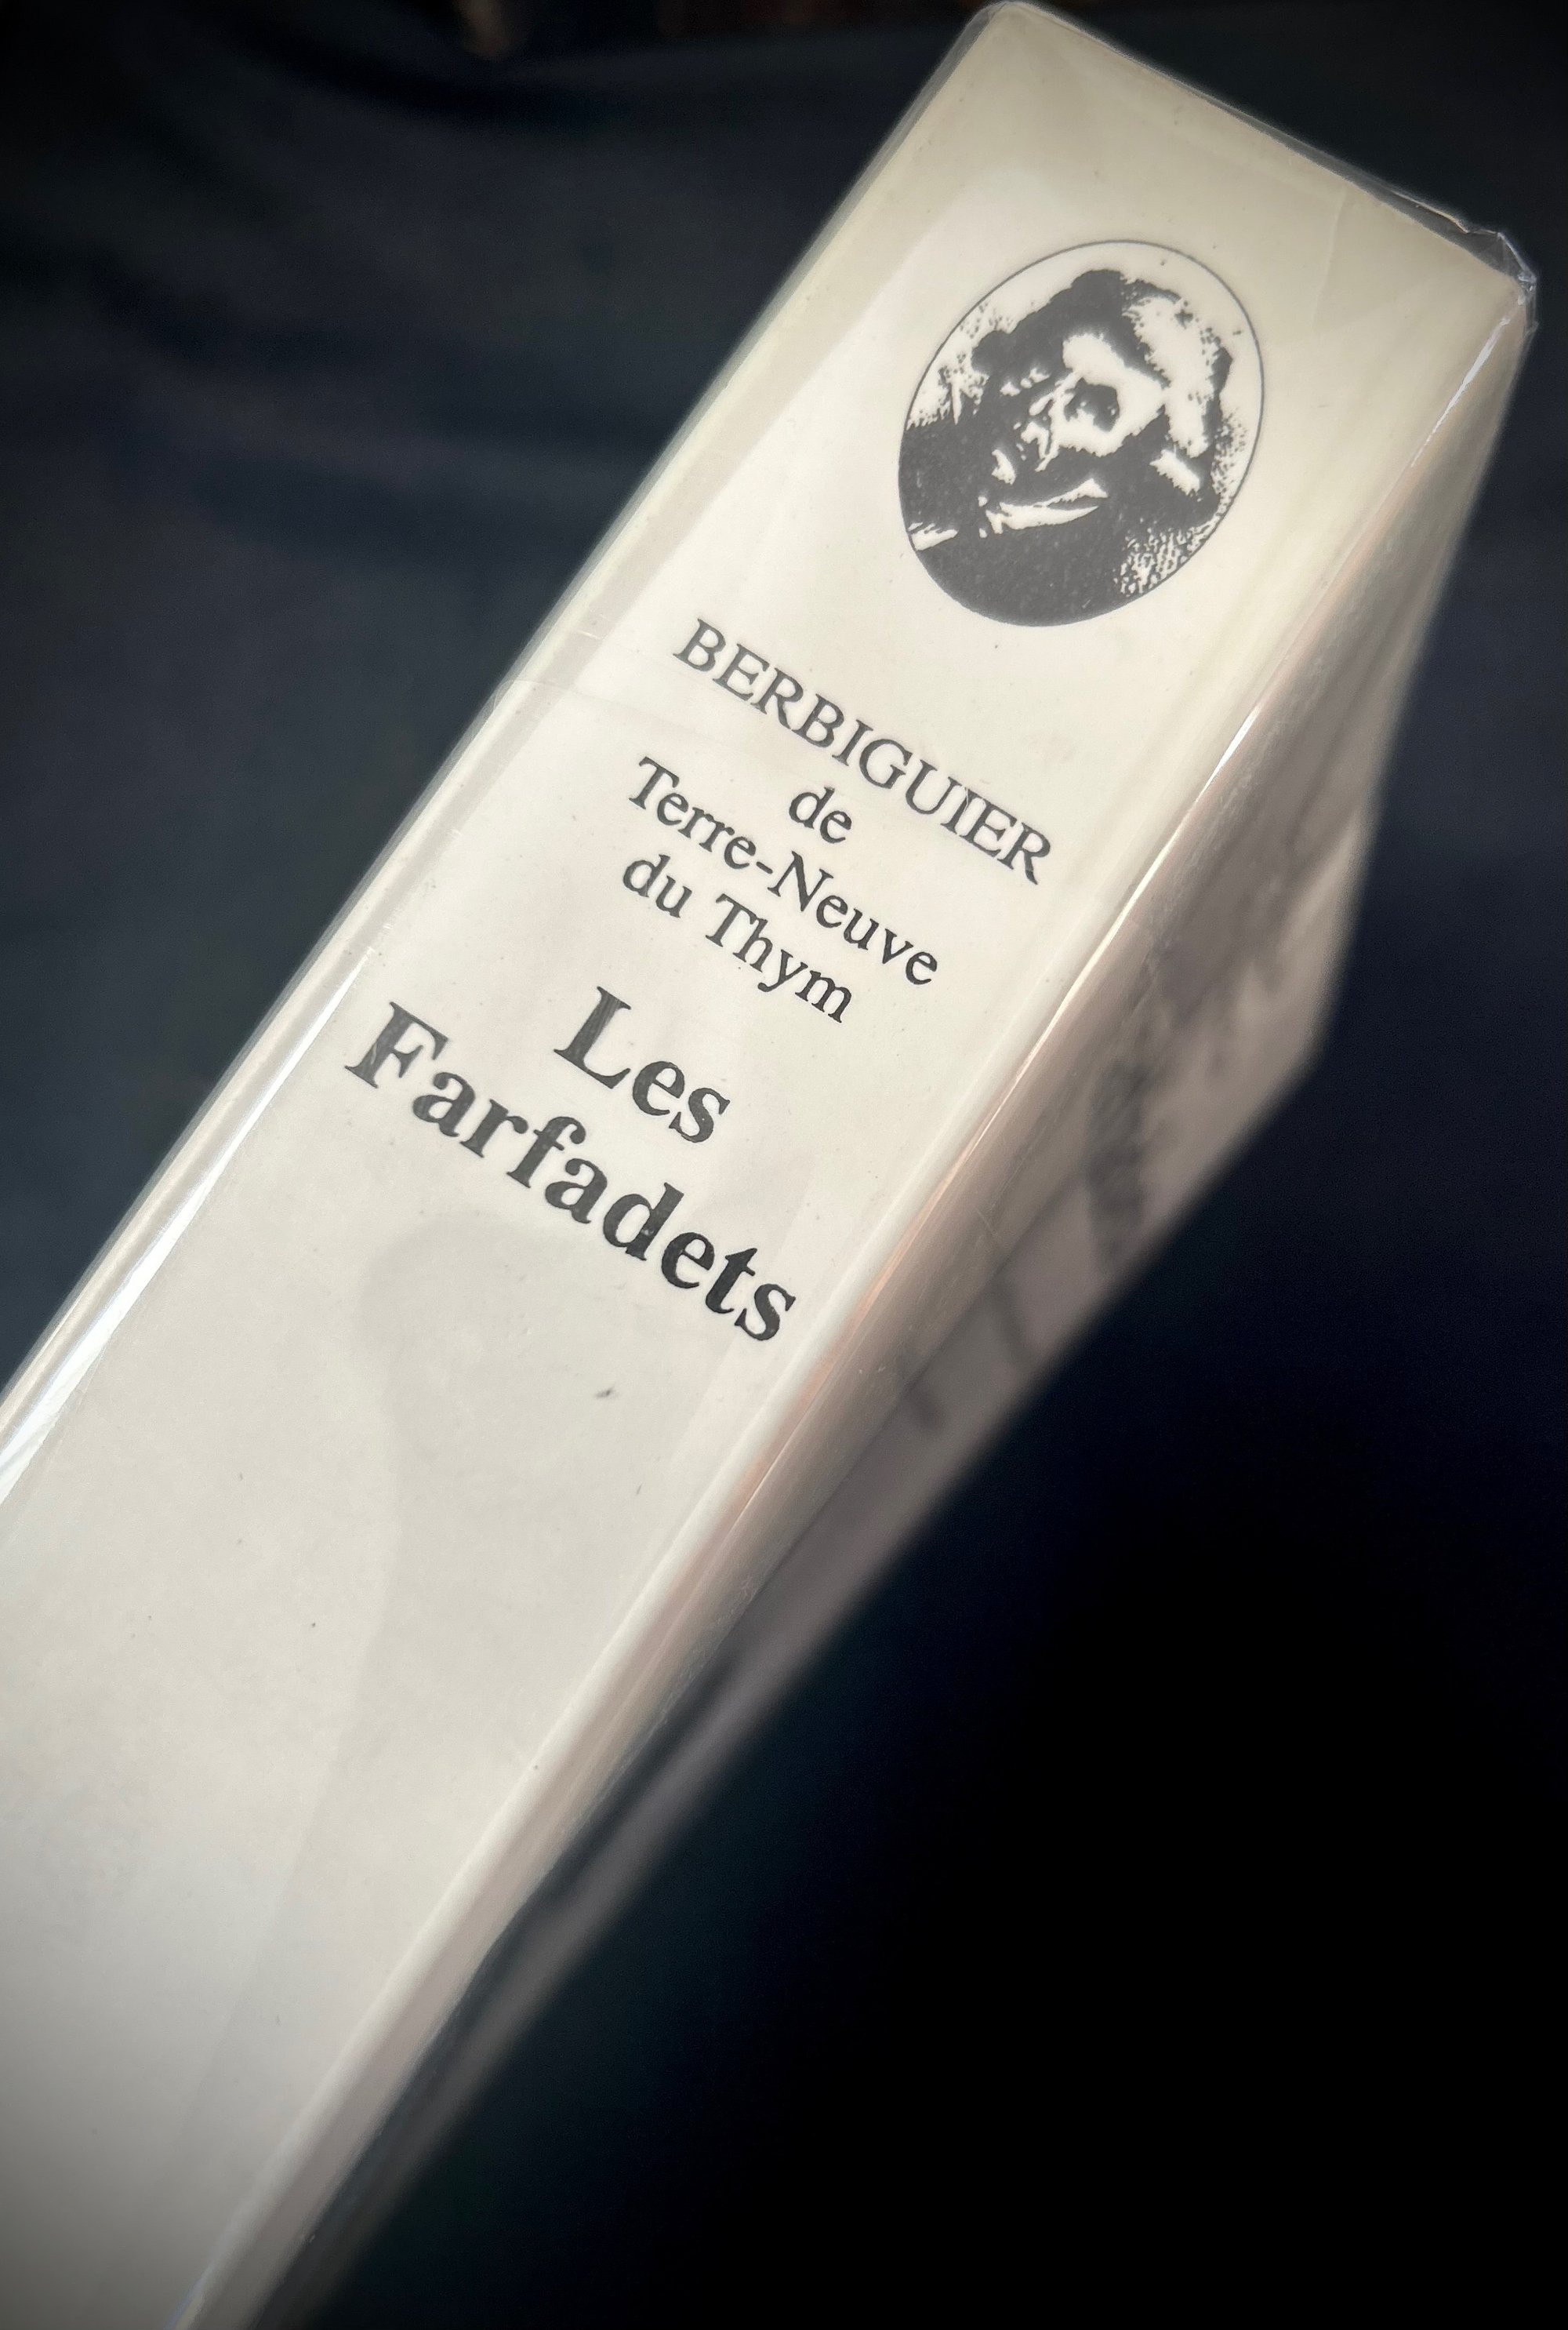 BERBIGUIER
de
Terre-Neuve
du Thym
Les
Farfadets